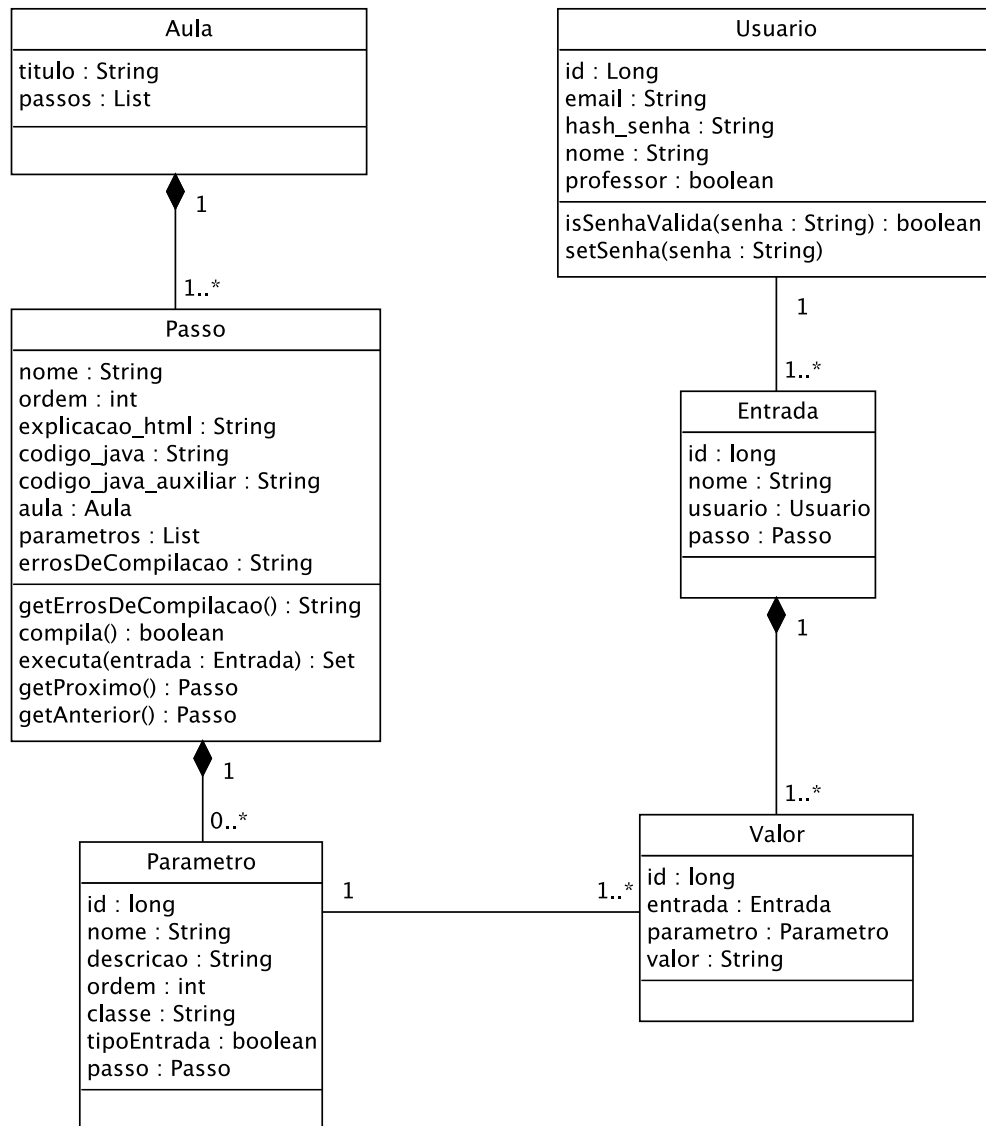 Aula
titulo : String
passos : List
1
1..*
Passo
nome : String
ordem : int
explicacao_html : String
codigo_java : String
codigo_java_auxiliar : String
aula : Aula
parametros : List
errosDeCompilacao : String
getErrosDeCompilacao() : String
compila() : boolean
executa(entrada : Entrada) : Set
getProximo() : Passo
getAnterior() : Passo
1
0..*
Parametro
id : long
nome : String
descricao : String
ordem : int
classe : String
tipoEntrada : boolean
passo : Passo
1
1..*
Usuario
id : Long
email : String
hash_senha : String
nome : String
professor : boolean
isSenhaValida(senha : String) : boolean
setSenha(senha : String)
1
1..*
Entrada
id : long
nome : String
usuario : Usuario
passo : Passo
1
1..*
Valor
id : long
entrada : Entrada
parametro : Parametro
valor : String